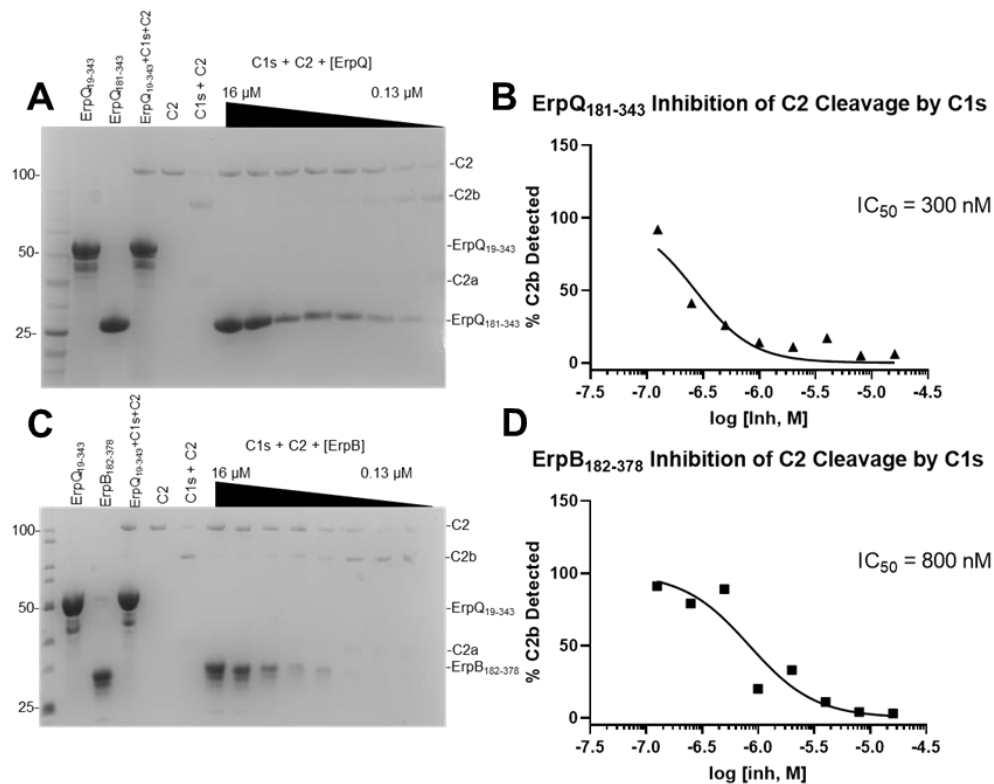 A
ErpQ19-343
ErpQ181-343
ErpQ19-343+C1s+C2
C2
C1s + C2
C1s + C2 + [ErpQ]
16 µM 0.13 µM
100-
50-
25-
-C2
-C2b
-ErpQ19-343
-C2a
-ErpQ181-343
B
ErpQ181-343 Inhibition of C2 Cleavage by C1s
% C2b Detected
150
100
50
0
IC50 = 300 nM
-7.5 -7.0 -6.5 -6.0 -5.5 -5.0 -4.5
log [Inh, M]
C
ErpQ19-343
ErpB182-378
ErpQ19-343+C1s+C2
C2
C1s + C2
C1s + C2 + [ErpB]
16 µM 0.13 µM
100-
50-
25-
-C2
-C2b
-ErpQ19-343
-C2a
-ErpB182-378
D
ErpB182-378 Inhibition of C2 Cleavage by C1s
% C2b Detected
150
100
50
0
IC50 = 800 nM
-7.5 -7.0 -6.5 -6.0 -5.5 -5.0 -4.5
log [inh, M]